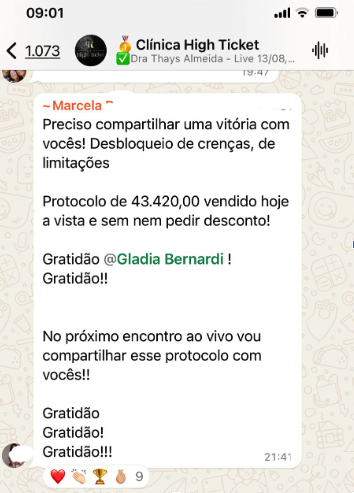 09:01
1.073
🥇 Clínica High Ticket
✅Dra Thays Almeida - Live 13/08,...
19:47
~Marcela
Preciso compartilhar uma vitória com
vocês! Desbloqueio de crenças, de
limitações
Protocolo de 43.420,00 vendido hoje
a vista e sem nem pedir desconto!
Gratidão @Gladia Bernardi !
Gratidão!!
No próximo encontro ao vivo vou
compartilhar esse protocolo com
vocês!!
Gratidão
Gratidão!
Gratidão!!!
21:41
❤️ 👏🏻 🏆 🫰🏼 9